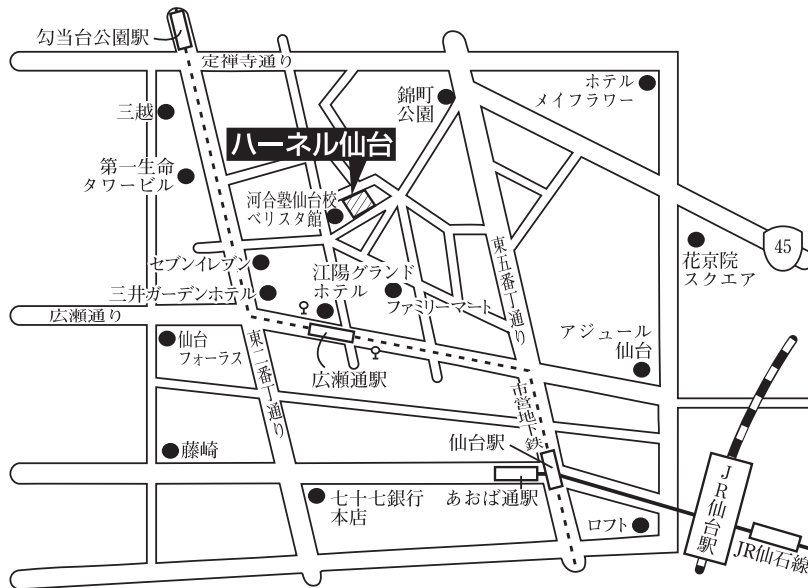 勾当台公園駅
定禅寺通り
三越
錦町
公園
ホテル
メイフラワー
ハーネル仙台
第一生命
タワービル
河合塾仙台校
ベリスタ館
東五番丁通り
45
花京院
スクエア
セブンイレブン
江陽グランド
ホテル
三井ガーデンホテル
ファミリーマート
広瀬通り
アジュール
仙台
仙台
フォーラス
東二番丁通り
広瀬通駅
市営地下鉄
仙台駅
藤崎
七十七銀行
本店
あおば通駅
ロフト
JR仙台駅
JR仙石線